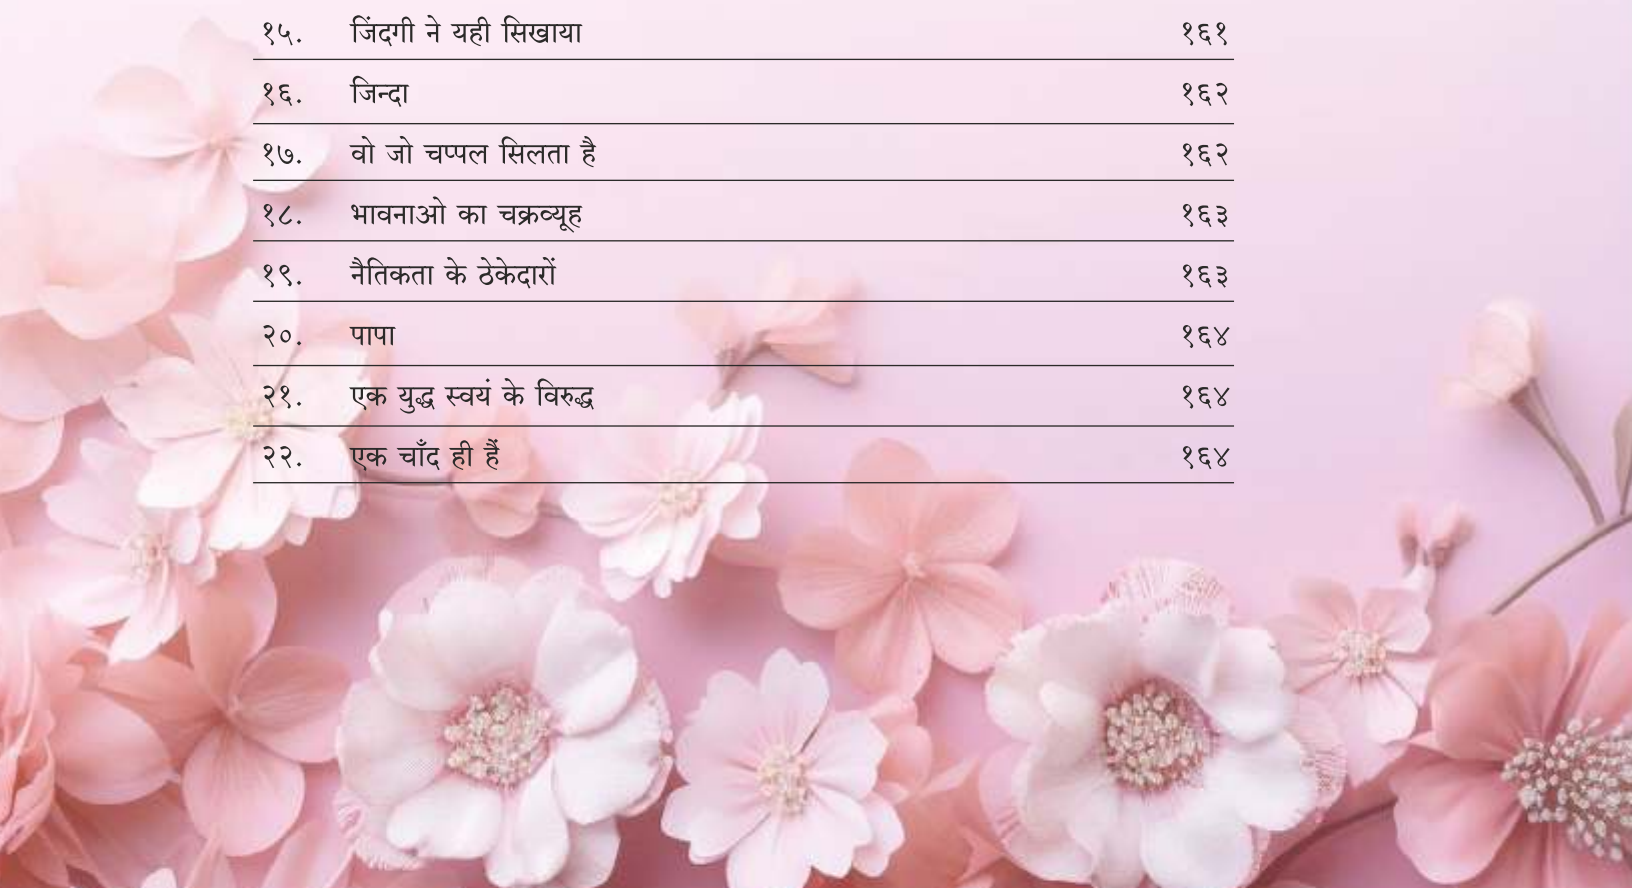 १५. जिंदगी ने यही सिखाया १६१
१६. जिन्दा १६२
१७. वो जो चप्पल सिलता है १६२
१८. भावनाओ का चक्रव्यूह १६३
१९. नैतिकता के ठेकेदारों १६३
२०. पापा १६४
२१. एक युद्ध स्वयं के विरुद्ध १६४
२२. एक चाँद ही हैं १६४